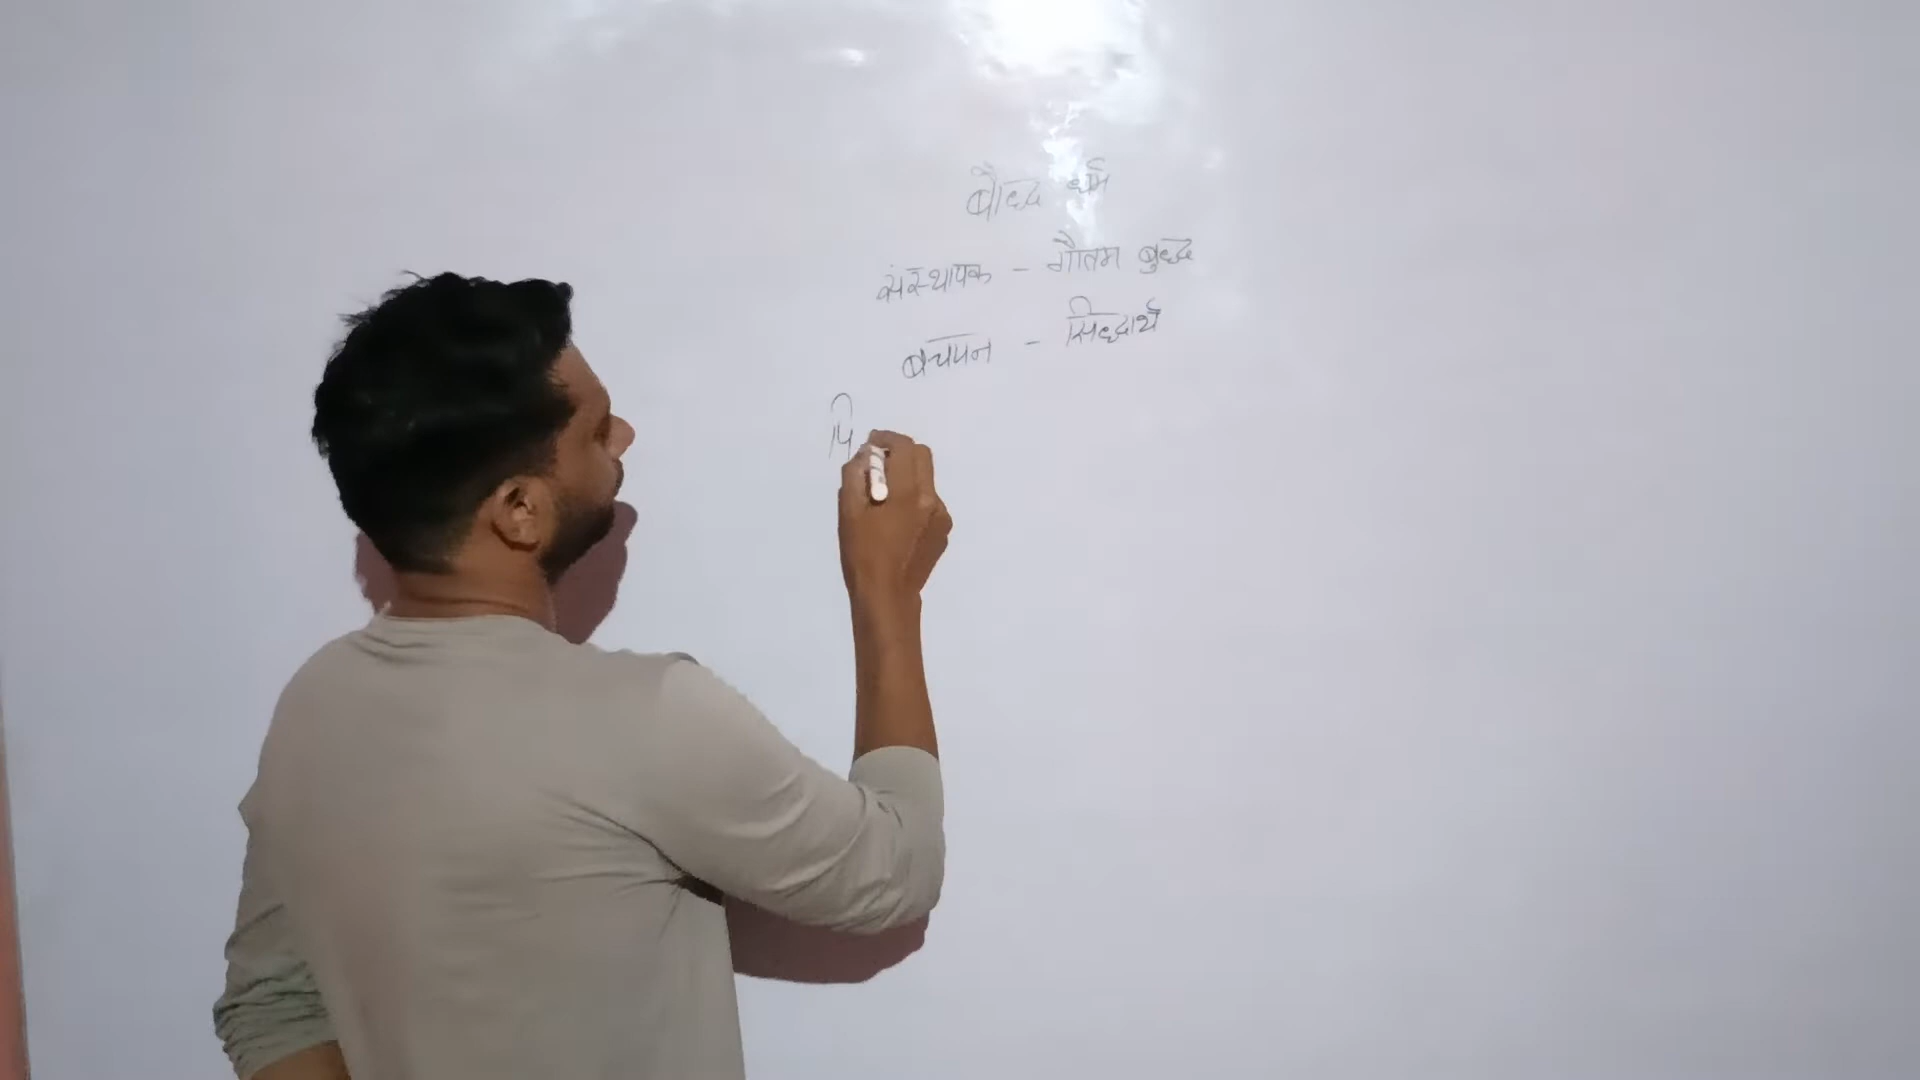 बौद्ध धर्म
संस्थापक - गौतम बुद्ध
बचपन - सिद्धार्थ
पि